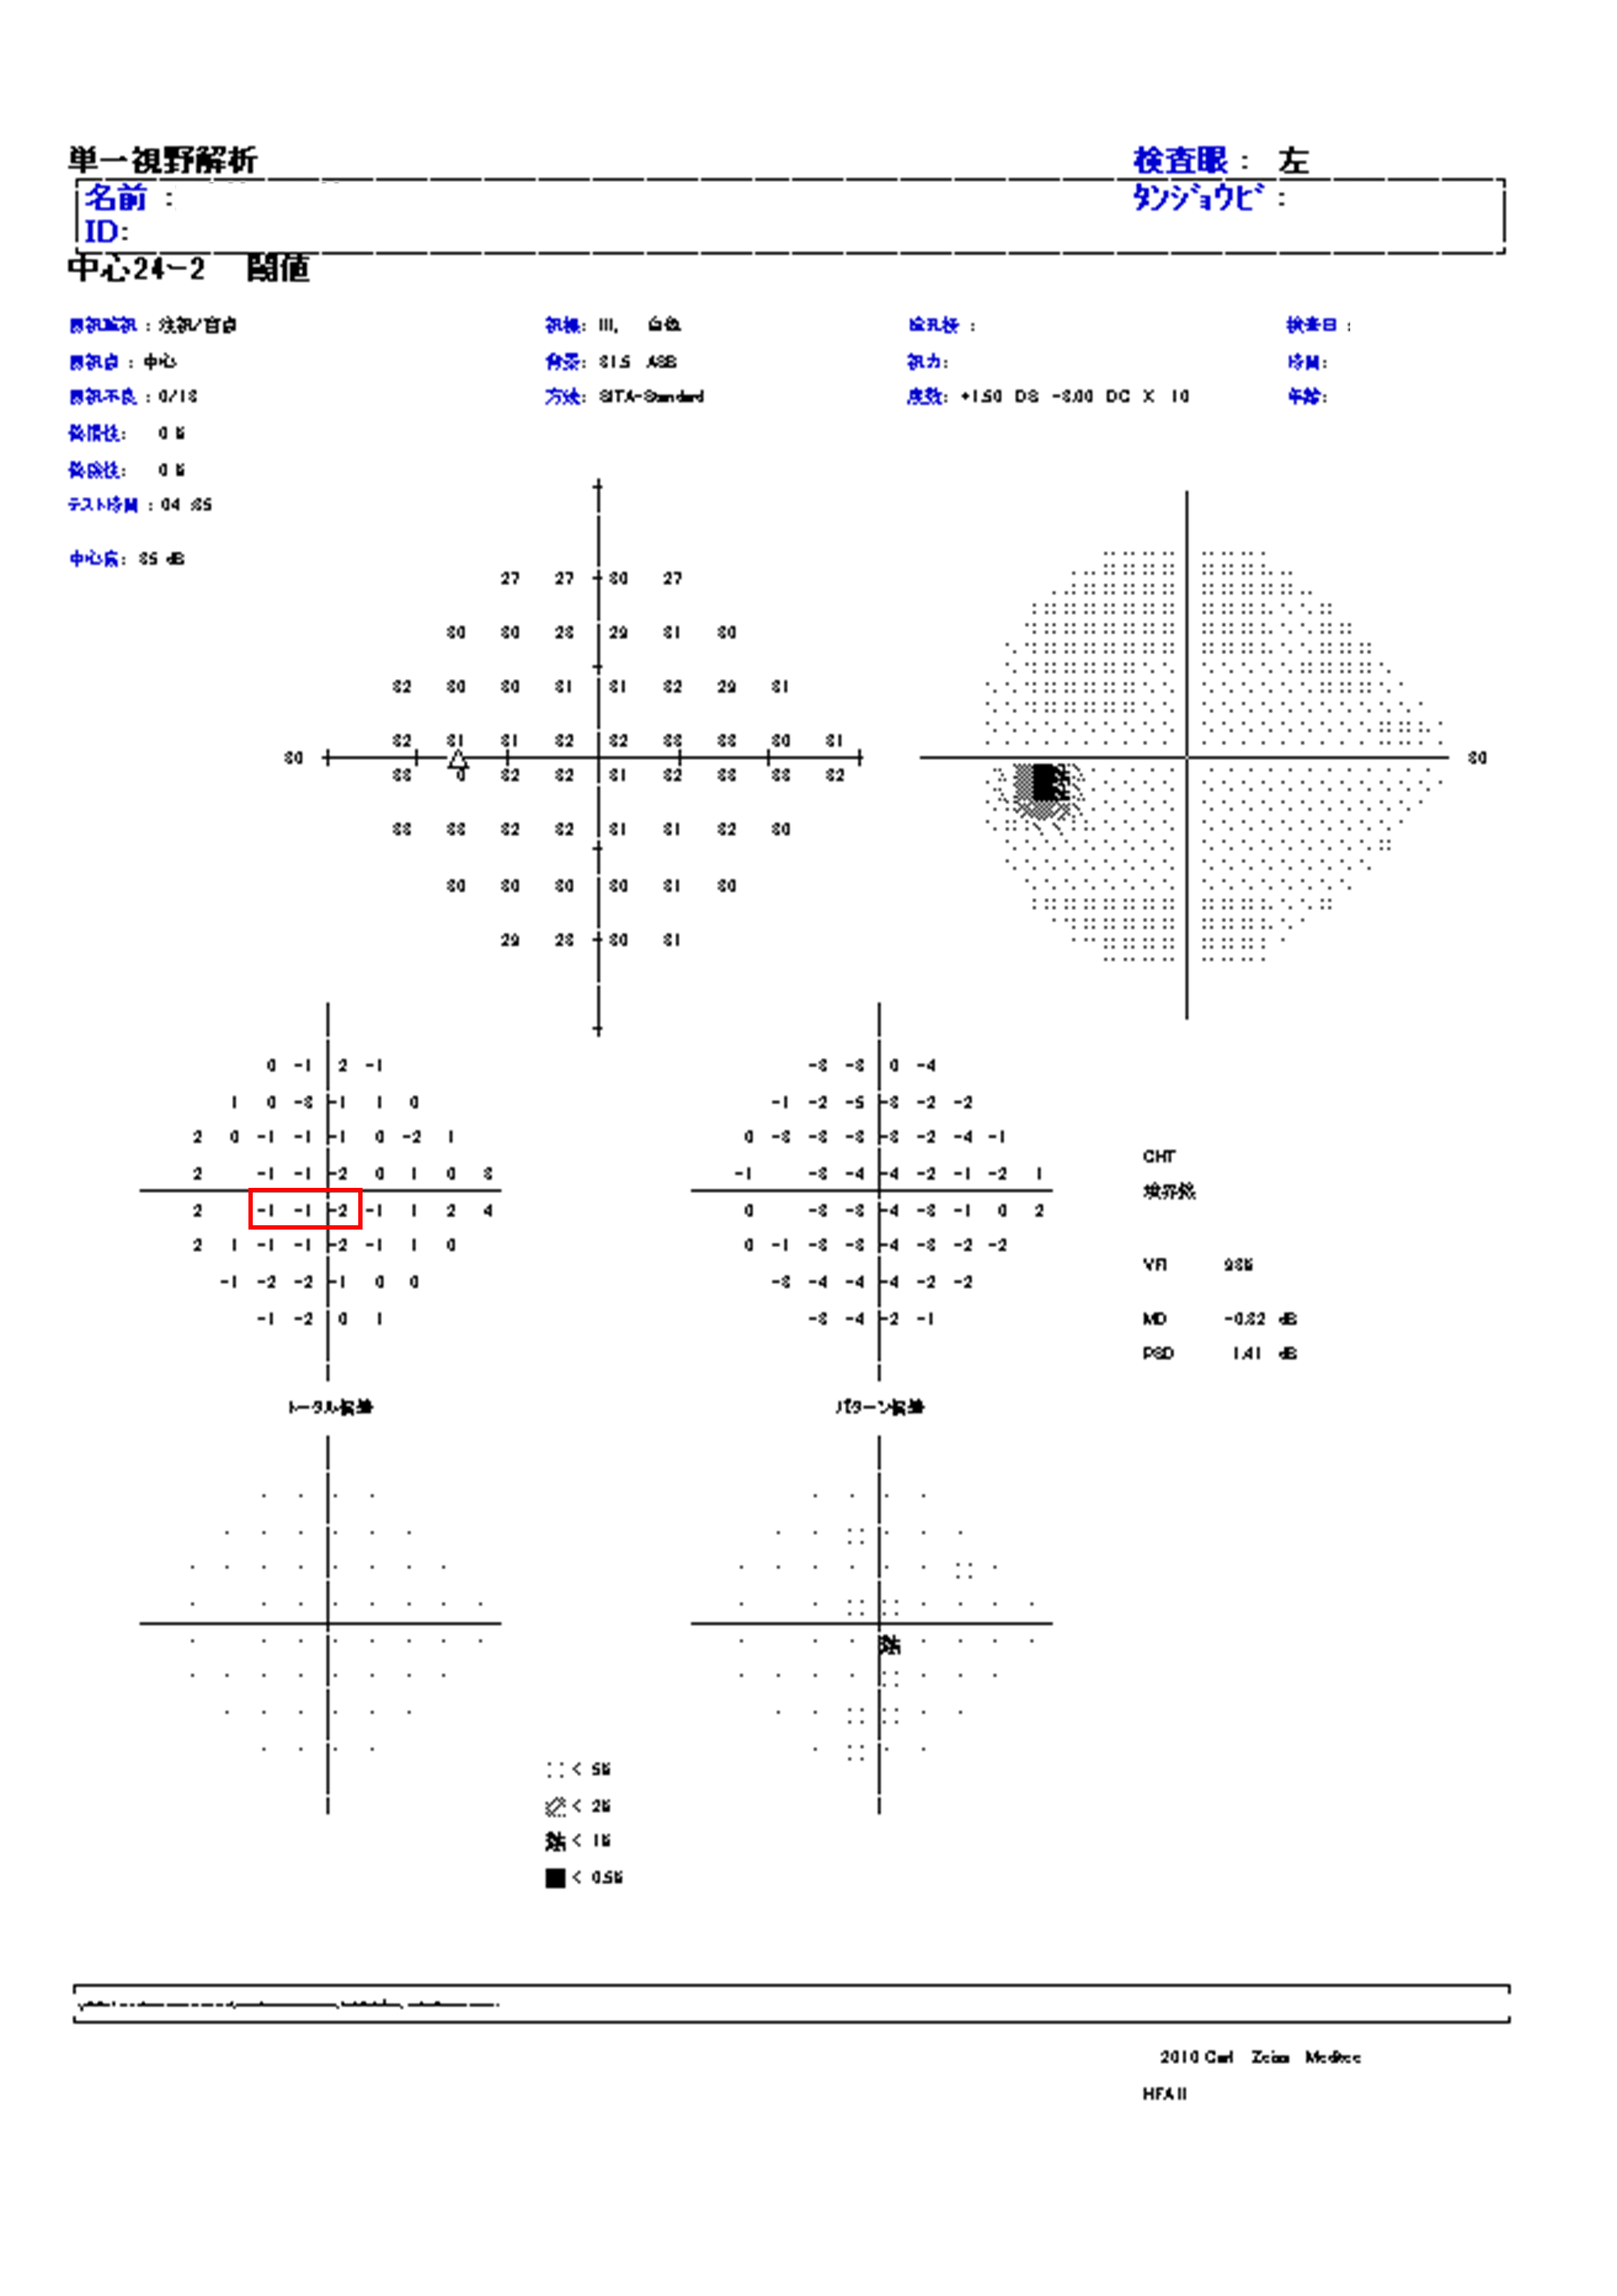 単一視野解析
検査眼： 左
名前：
タンジョウビ：
ID:
中心24-2 閾値
固視監視：注視/盲点
視標： III, 白色
瞳孔径：
検査日：
固視点：中心
背景： 31.5 ASB
視力：
時間：
固視不良：0/18
方法： SITA-Standard
度数： +1.50 DS -3.00 DC X 10
年齢：
偽陽性： 0 %
偽陰性： 0 %
テスト時間：04:35
中心窩： 35 dB
27 27 30 27
30 30 28 29 31 30
32 30 30 31 31 32 29 31
32 31 31 32 32 33 33 30 31
30
30
33 0 32 32 31 32 33 33 32
33 33 32 32 31 31 32 30
30 30 30 30 31 30
29 28 30 31
0 -1 2 -1
1 0 -3 -1 1 0
2 0 -1 -1 -1 0 -2 1
2 -1 -1 -2 0 1 0 3
2 -1 -1 -2 -1 1 2 4
2 1 -1 -1 -2 -1 1 0
-1 -2 -2 -1 0 0
-1 -2 0 1
トータル偏差
-3 -3 0 -4
-1 -2 -5 -3 -2 -2
0 -3 -3 -3 -3 -2 -4 -1
-1 -3 -4 -4 -2 -1 -2 1
0 -3 -3 -4 -3 -1 0 2
0 -1 -3 -3 -4 -3 -2 -2
-3 -4 -4 -4 -2 -2
-3 -4 -2 -1
パターン偏差
GHT
境界域
VFI
MD dB
PSD 1.41 dB
< 5%
< 2%
< 1%
< 0.5%
2010 Carl Zeiss Meditec
HFA II